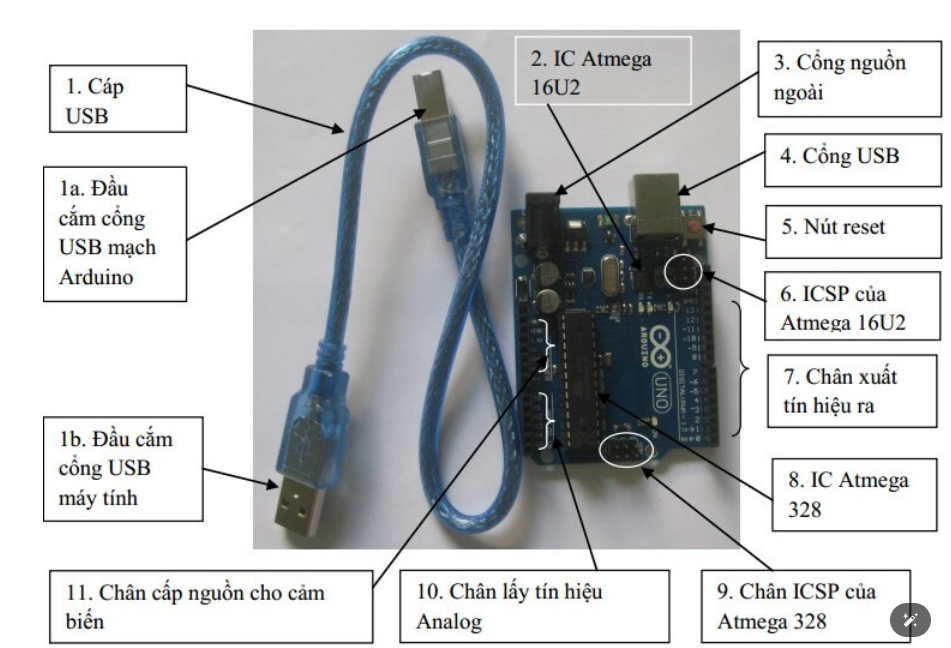 1. Cáp
USB
1a. Đầu
cắm cổng
USB mạch
Arduino
1b. Đầu cắm
cổng USB
máy tính
2. IC Atmega
16U2
3. Cổng nguồn
ngoài
4. Cổng USB
5. Nút reset
6. ICSP của
Atmega 16U2
7. Chân xuất
tín hiệu ra
8. IC Atmega
328
9. Chân ICSP của
Atmega 328
10. Chân lấy tín hiệu
Analog
11. Chân cấp nguồn cho cảm
biến
ARDUINO
UNO